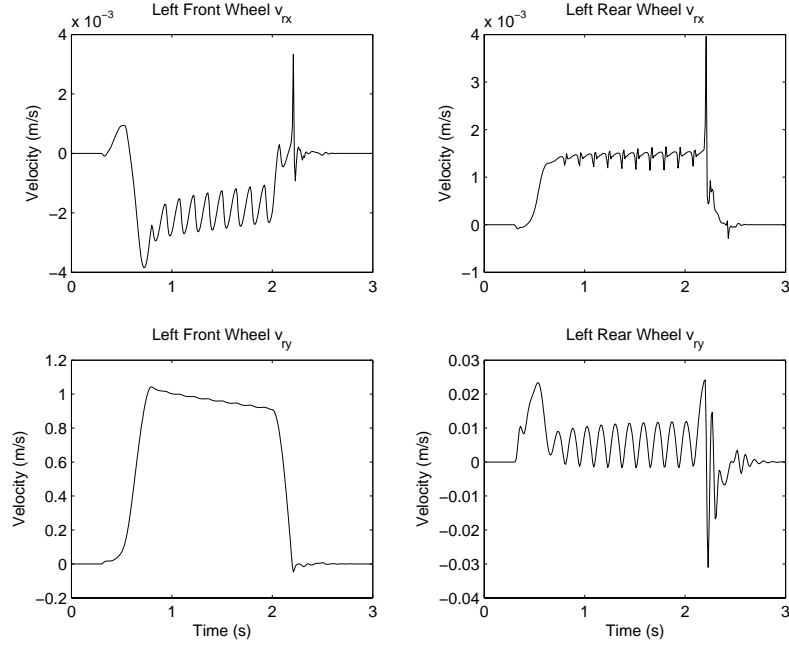 Left Front Wheel v_rx
x 10^−3
4
2
0
−2
−4
0 1 2 3
Velocity (m/s)
Left Rear Wheel v_rx
x 10^−3
4
3
2
1
0
−1
0 1 2 3
Velocity (m/s)
Left Front Wheel v_ry
1.2
1
0.8
0.6
0.4
0.2
0
−0.2
0 1 2 3
Velocity (m/s)
Time (s)
Left Rear Wheel v_ry
0.03
0.02
0.01
0
−0.01
−0.02
−0.03
−0.04
0 1 2 3
Velocity (m/s)
Time (s)